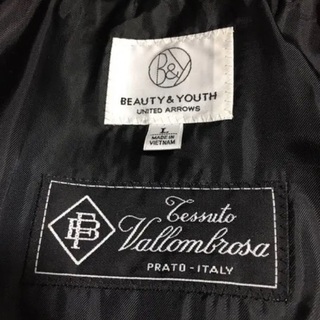 B&Y
BEAUTY & YOUTH
UNITED ARROWS
L
MADE IN
VIETNAM
Tessuto
Vallombrosa
PRATO - ITALY